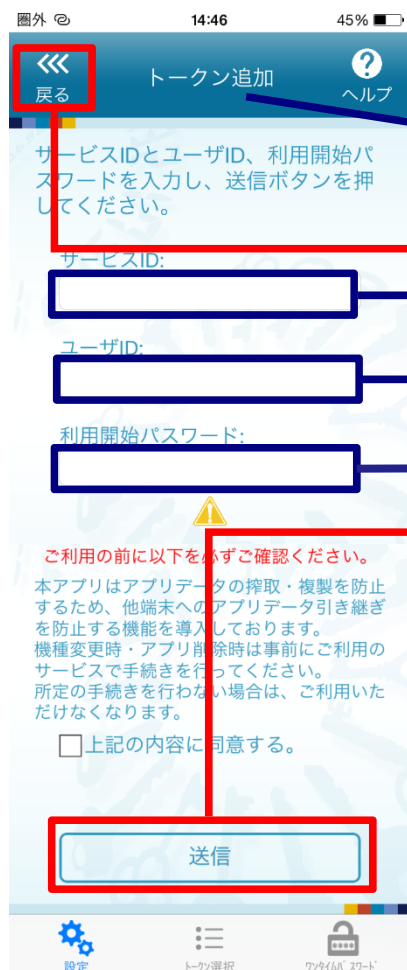 圏外 14:46 45%
戻る トークン追加 ヘルプ
サービスIDとユーザID、利用開始パ
スワードを入力し、送信ボタンを押
してください。
サービスID:
ユーザID:
利用開始パスワード:
ご利用の前に以下を必ずご確認ください。
本アプリはアプリデータの搾取・複製を防止
するため、他端末へのアプリデータ引き継ぎ
を防止する機能を導入しております。
機種変更時・アプリ削除時は事前にご利用の
サービスで手続きを行ってください。
所定の手続きを行わない場合は、ご利用いた
だけなくなります。
上記の内容に同意する。
送信
設定 トークン選択 ワンタイムパスワード